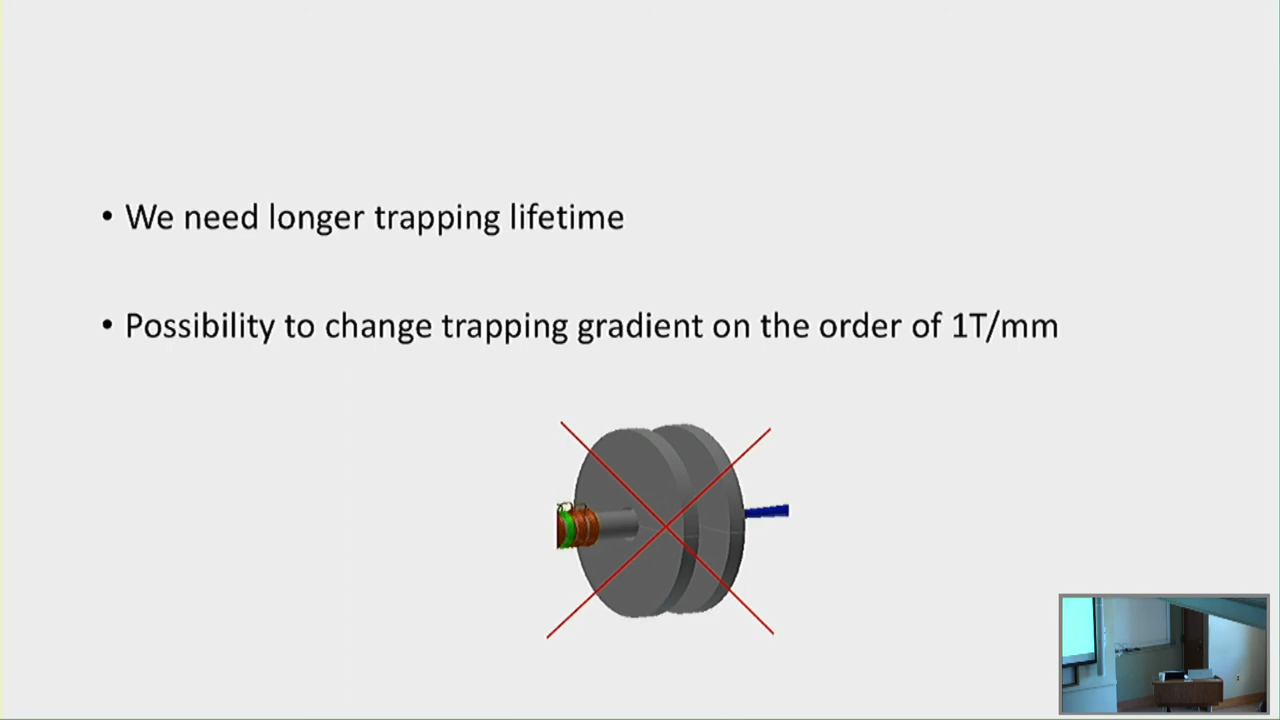 • We need longer trapping lifetime
• Possibility to change trapping gradient on the order of 1T/mm